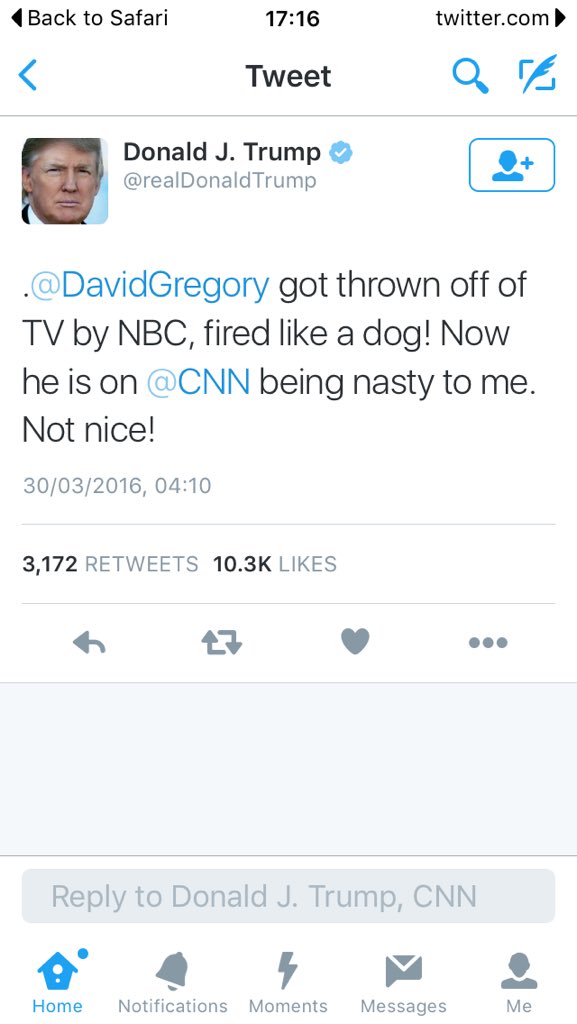 Back to Safari 17:16 twitter.com
Tweet
Donald J. Trump
@realDonaldTrump
.@DavidGregory got thrown off of
TV by NBC, fired like a dog! Now
he is on @CNN being nasty to me.
Not nice!
30/03/2016, 04:10
3,172 RETWEETS 10.3K LIKES
Reply to Donald J. Trump, CNN
Home Notifications Moments Messages Me